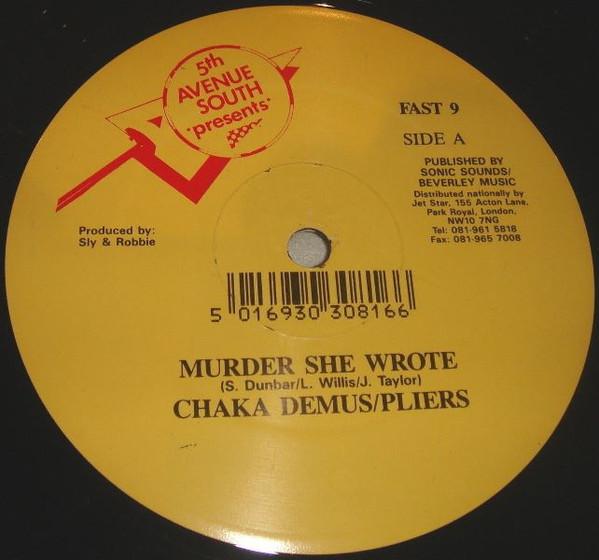 5th
AVENUE
SOUTH
·presents·
FAST 9
SIDE A
PUBLISHED BY
SONIC SOUNDS/
BEVERLEY MUSIC
Distributed nationally by
Jet Star, 155 Acton Lane,
Park Royal, London,
NW10 7NG
Tel: 081-961 5818
Fax: 081-965 7008
Produced by:
Sly & Robbie
5 016930 308166
MURDER SHE WROTE
(S. Dunbar/L. Willis/J. Taylor)
CHAKA DEMUS/PLIERS